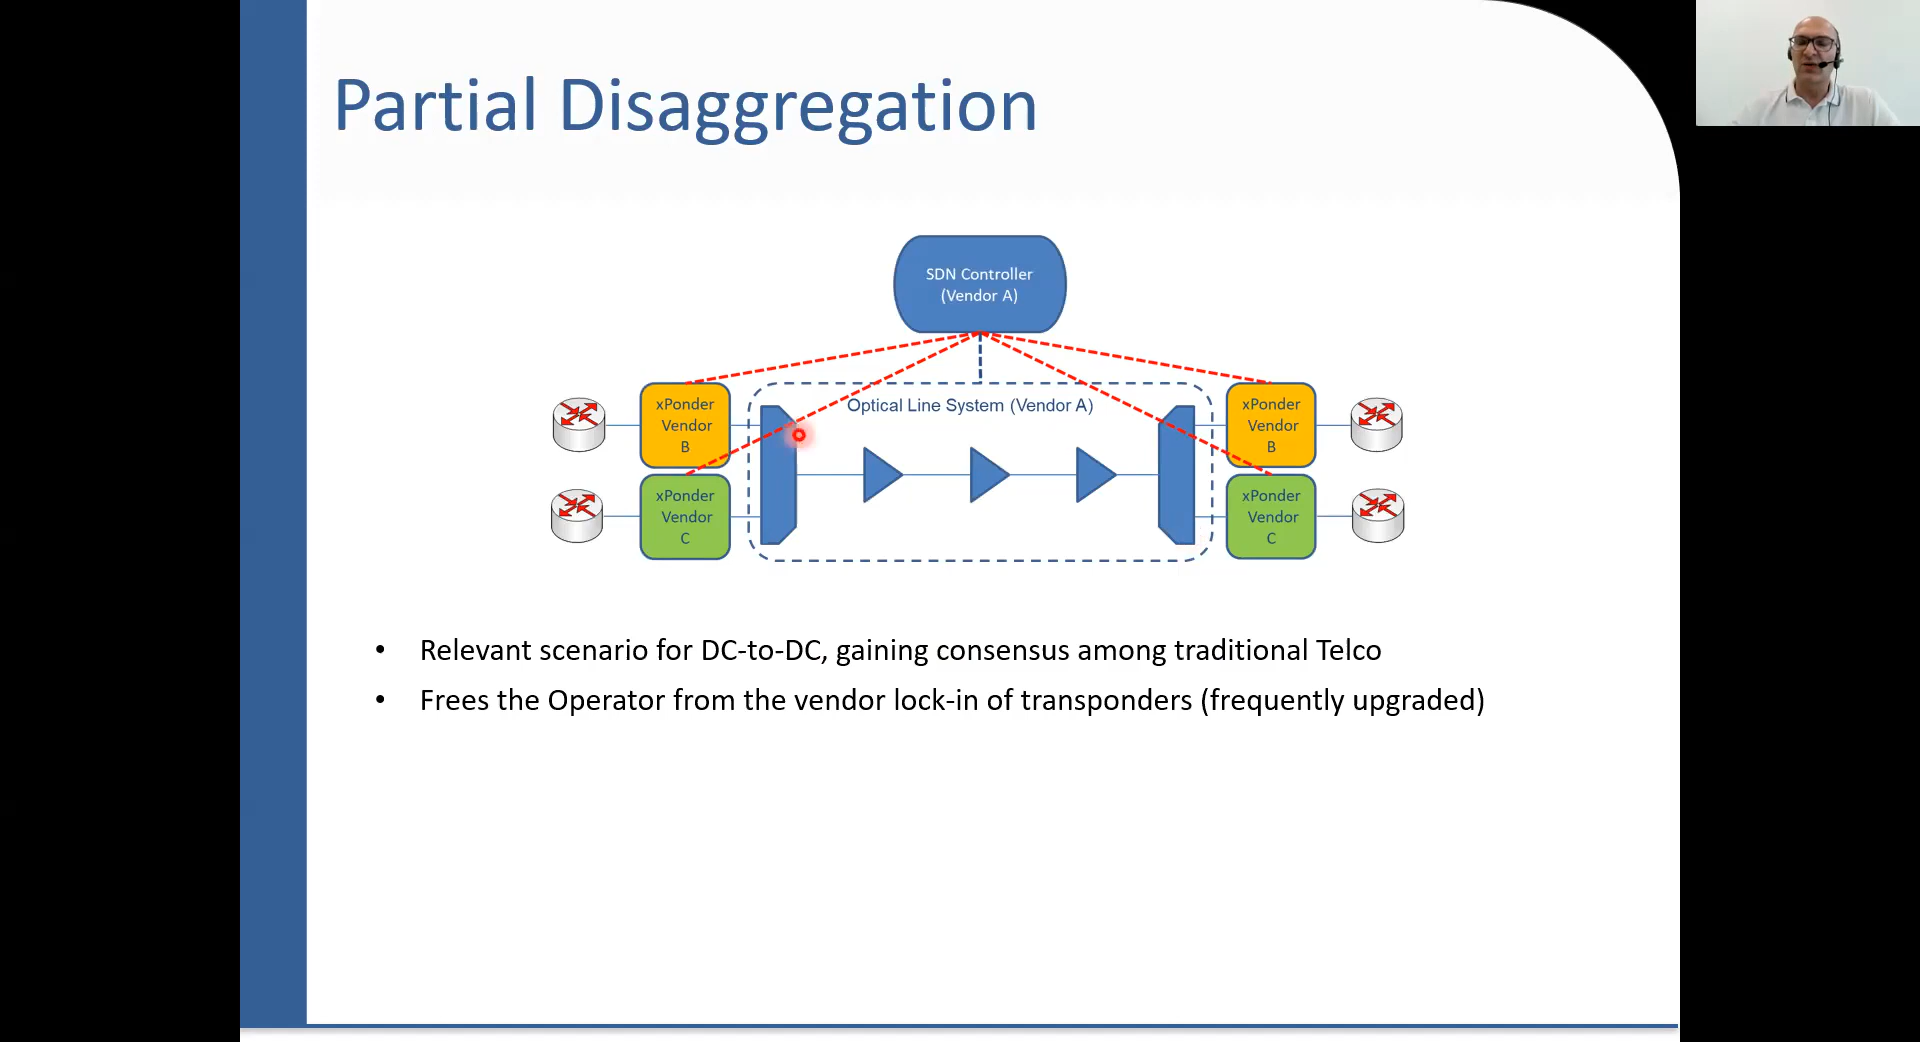 Partial Disaggregation
SDN Controller
(Vendor A)
Optical Line System (Vendor A)
xPonder
Vendor
B
xPonder
Vendor
C
xPonder
Vendor
B
xPonder
Vendor
C
• Relevant scenario for DC-to-DC, gaining consensus among traditional Telco
• Frees the Operator from the vendor lock-in of transponders (frequently upgraded)